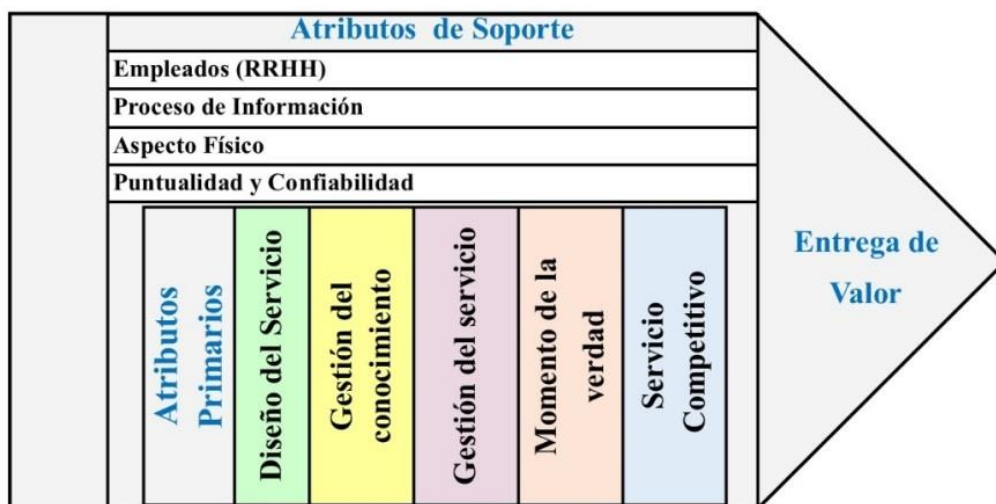 Atributos de Soporte
Empleados (RRHH)
Proceso de Información
Aspecto Físico
Puntualidad y Confiabilidad
Atributos
Primarios
Diseño del Servicio
Gestión del
conocimiento
Gestión del servicio
Momento de la
verdad
Servicio
Competitivo
Entrega de
Valor